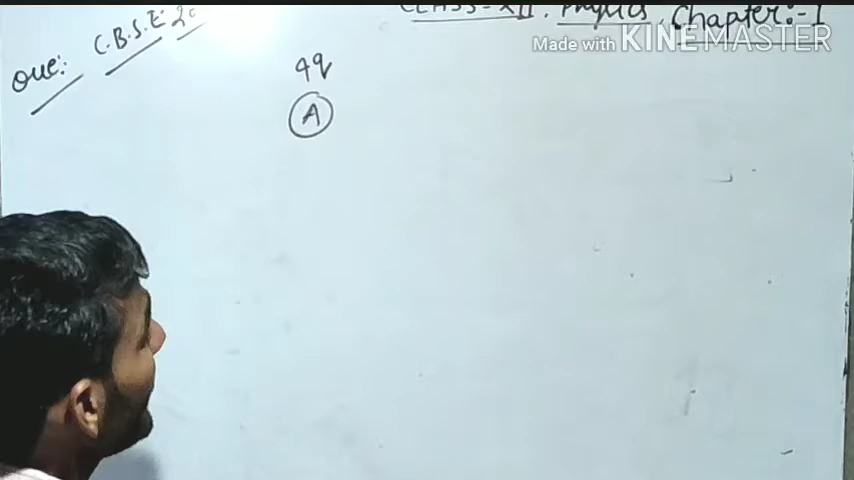 CLASS-XII. Physics. Chapter:-1
Made with KINEMASTER
Que: C.B.S.E
4q
A